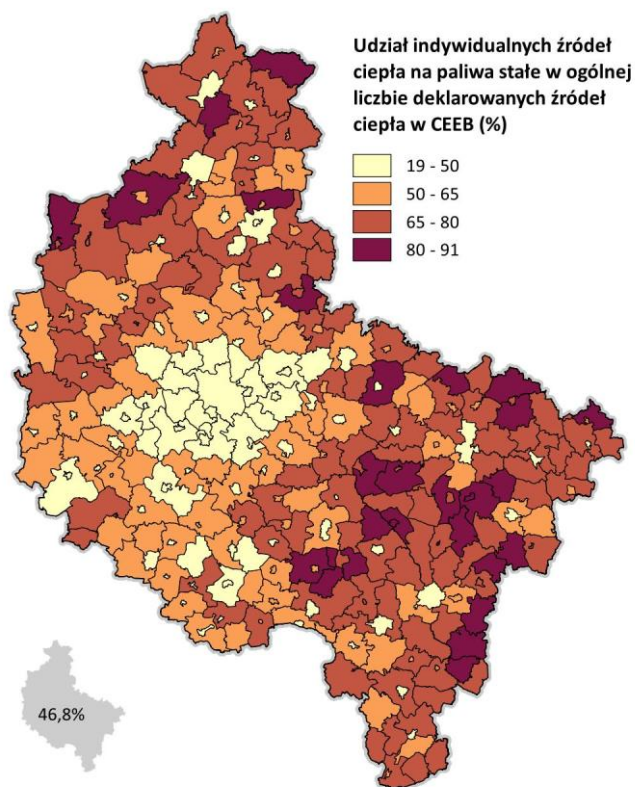 Udział indywidualnych źródeł
ciepła na paliwa stałe w ogólnej
liczbie deklarowanych źródeł
ciepła w CEEB (%)
19 - 50
50 - 65
65 - 80
80 - 91
46,8%